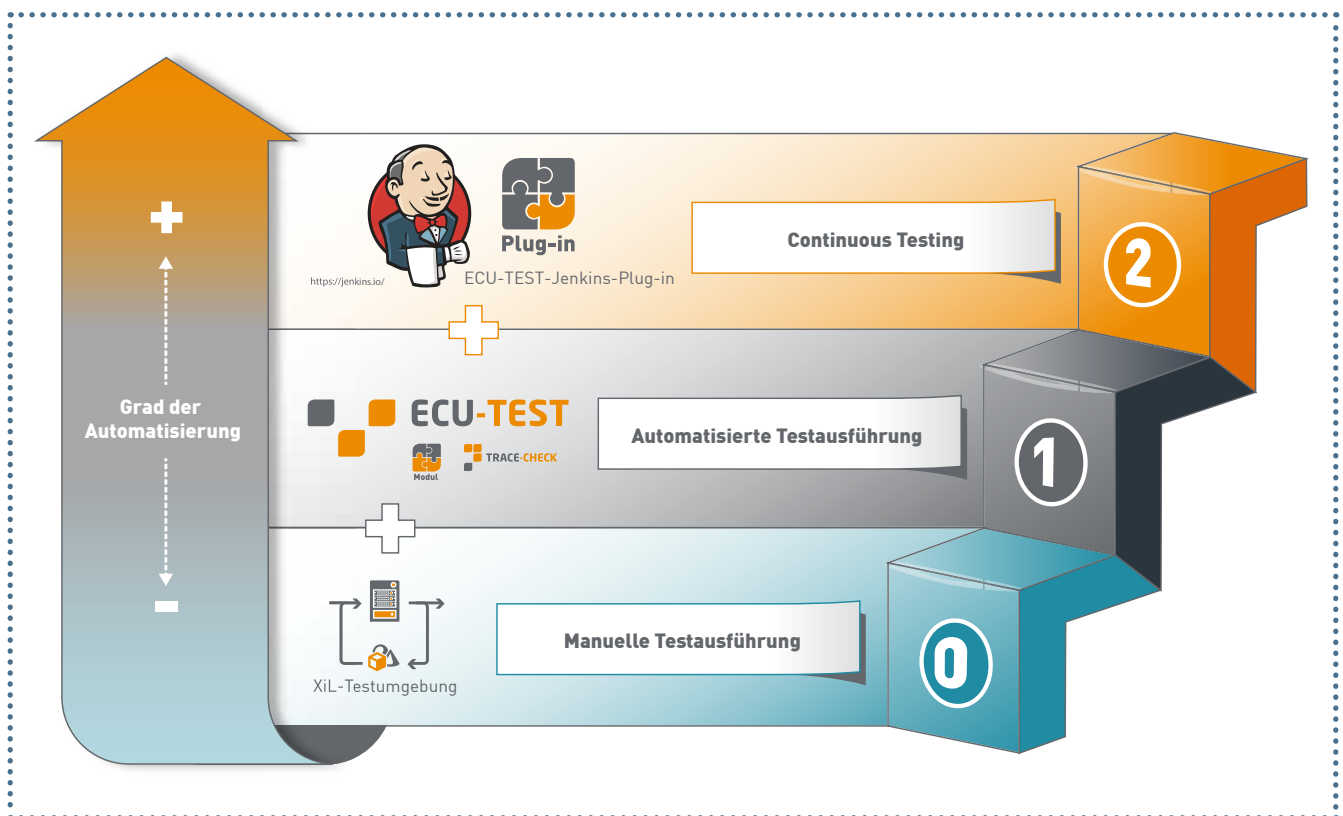 https://jenkins.io/
Plug-in
ECU-TEST-Jenkins-Plug-in
Continuous Testing
2
Grad der
Automatisierung
ECU-TEST
Modul
TRACE-CHECK
Automatisierte Testausführung
1
XiL-Testumgebung
Manuelle Testausführung
0